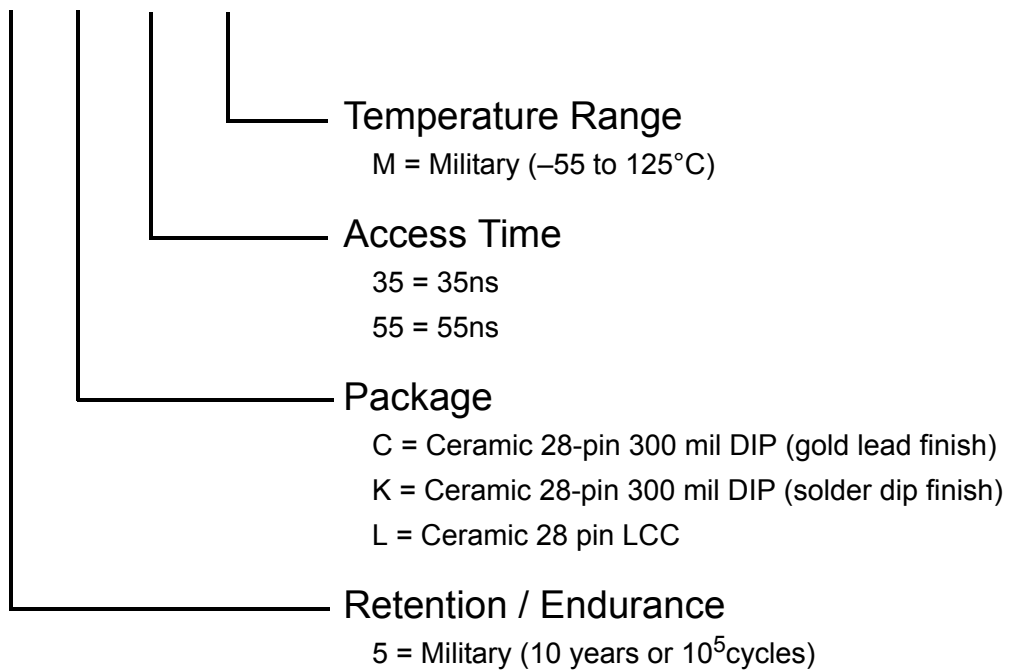 Temperature Range
M = Military (–55 to 125°C)
Access Time
35 = 35ns
55 = 55ns
Package
C = Ceramic 28-pin 300 mil DIP (gold lead finish)
K = Ceramic 28-pin 300 mil DIP (solder dip finish)
L = Ceramic 28 pin LCC
Retention / Endurance
5 = Military (10 years or 10⁵cycles)